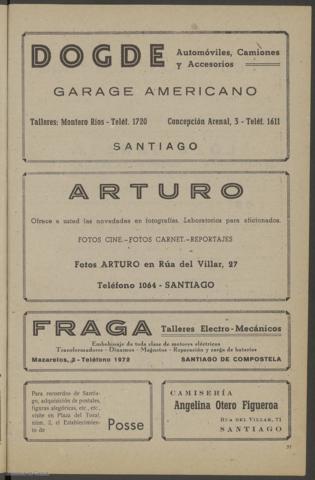 DOGDE Automóviles, Camiones
y Accesorios
GARAGE AMERICANO
Talleres: Montero Ríos - Teléf. 1720 Concepción Arenal, 3 - Teléf. 1611
SANTIAGO
ARTURO
Ofrece a usted las novedades en fotografías. Laboratorios para aficionados.
FOTOS CINE.-FOTOS CARNET.-REPORTAJES
Fotos ARTURO en Rúa del Villar, 27
Teléfono 1064 - SANTIAGO
FRAGA Talleres Electro-Mecánicos
Embobinaje de toda clase de motores eléctricos
Transformadores - Dinamos - Magnetos - Reparación y carga de baterías
Mazarelos, 3 - Teléfono 1972 SANTIAGO DE COMPOSTELA
Para recuerdos de Santia-
go, adquisición de postales,
figuras alegóricas, etc., etc.,
visite en Plaza del Toral,
núm. 2, el Establecimien-
to de Posse
CAMISERÍA
Angelina Otero Figueroa
RUA DEL VILLAR, 71
SANTIAGO